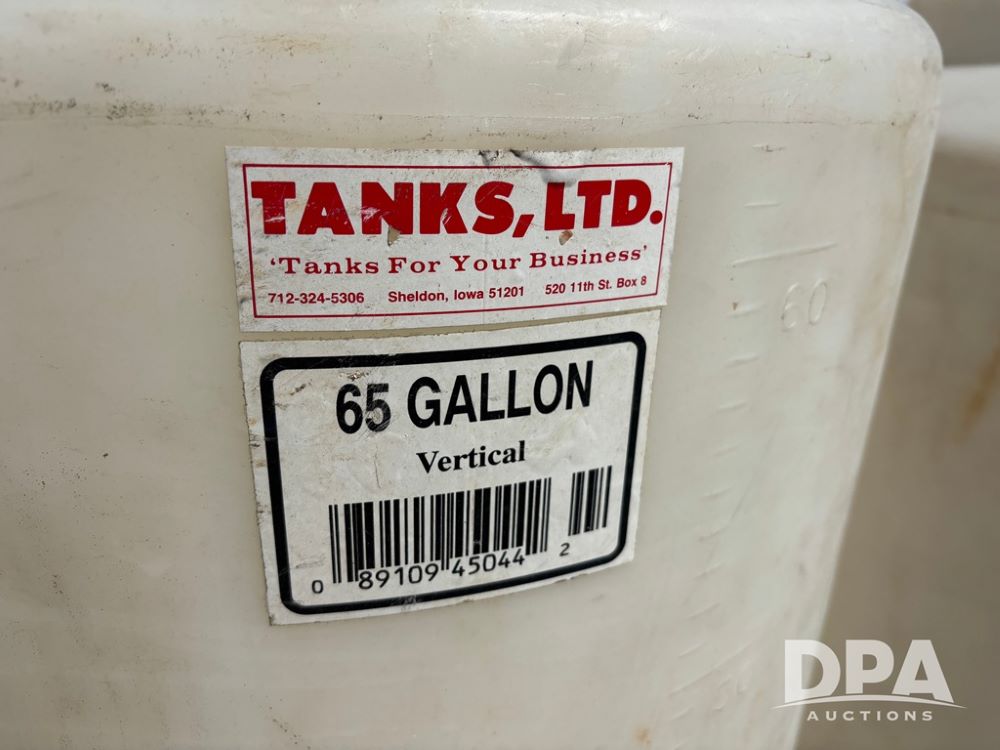 TANKS, LTD.
'Tanks For Your Business'
712-324-5306 Sheldon, Iowa 51201 520 11th St. Box 8
60
65 GALLON
Vertical
0 89109 45044 2
DPA
AUCTIONS